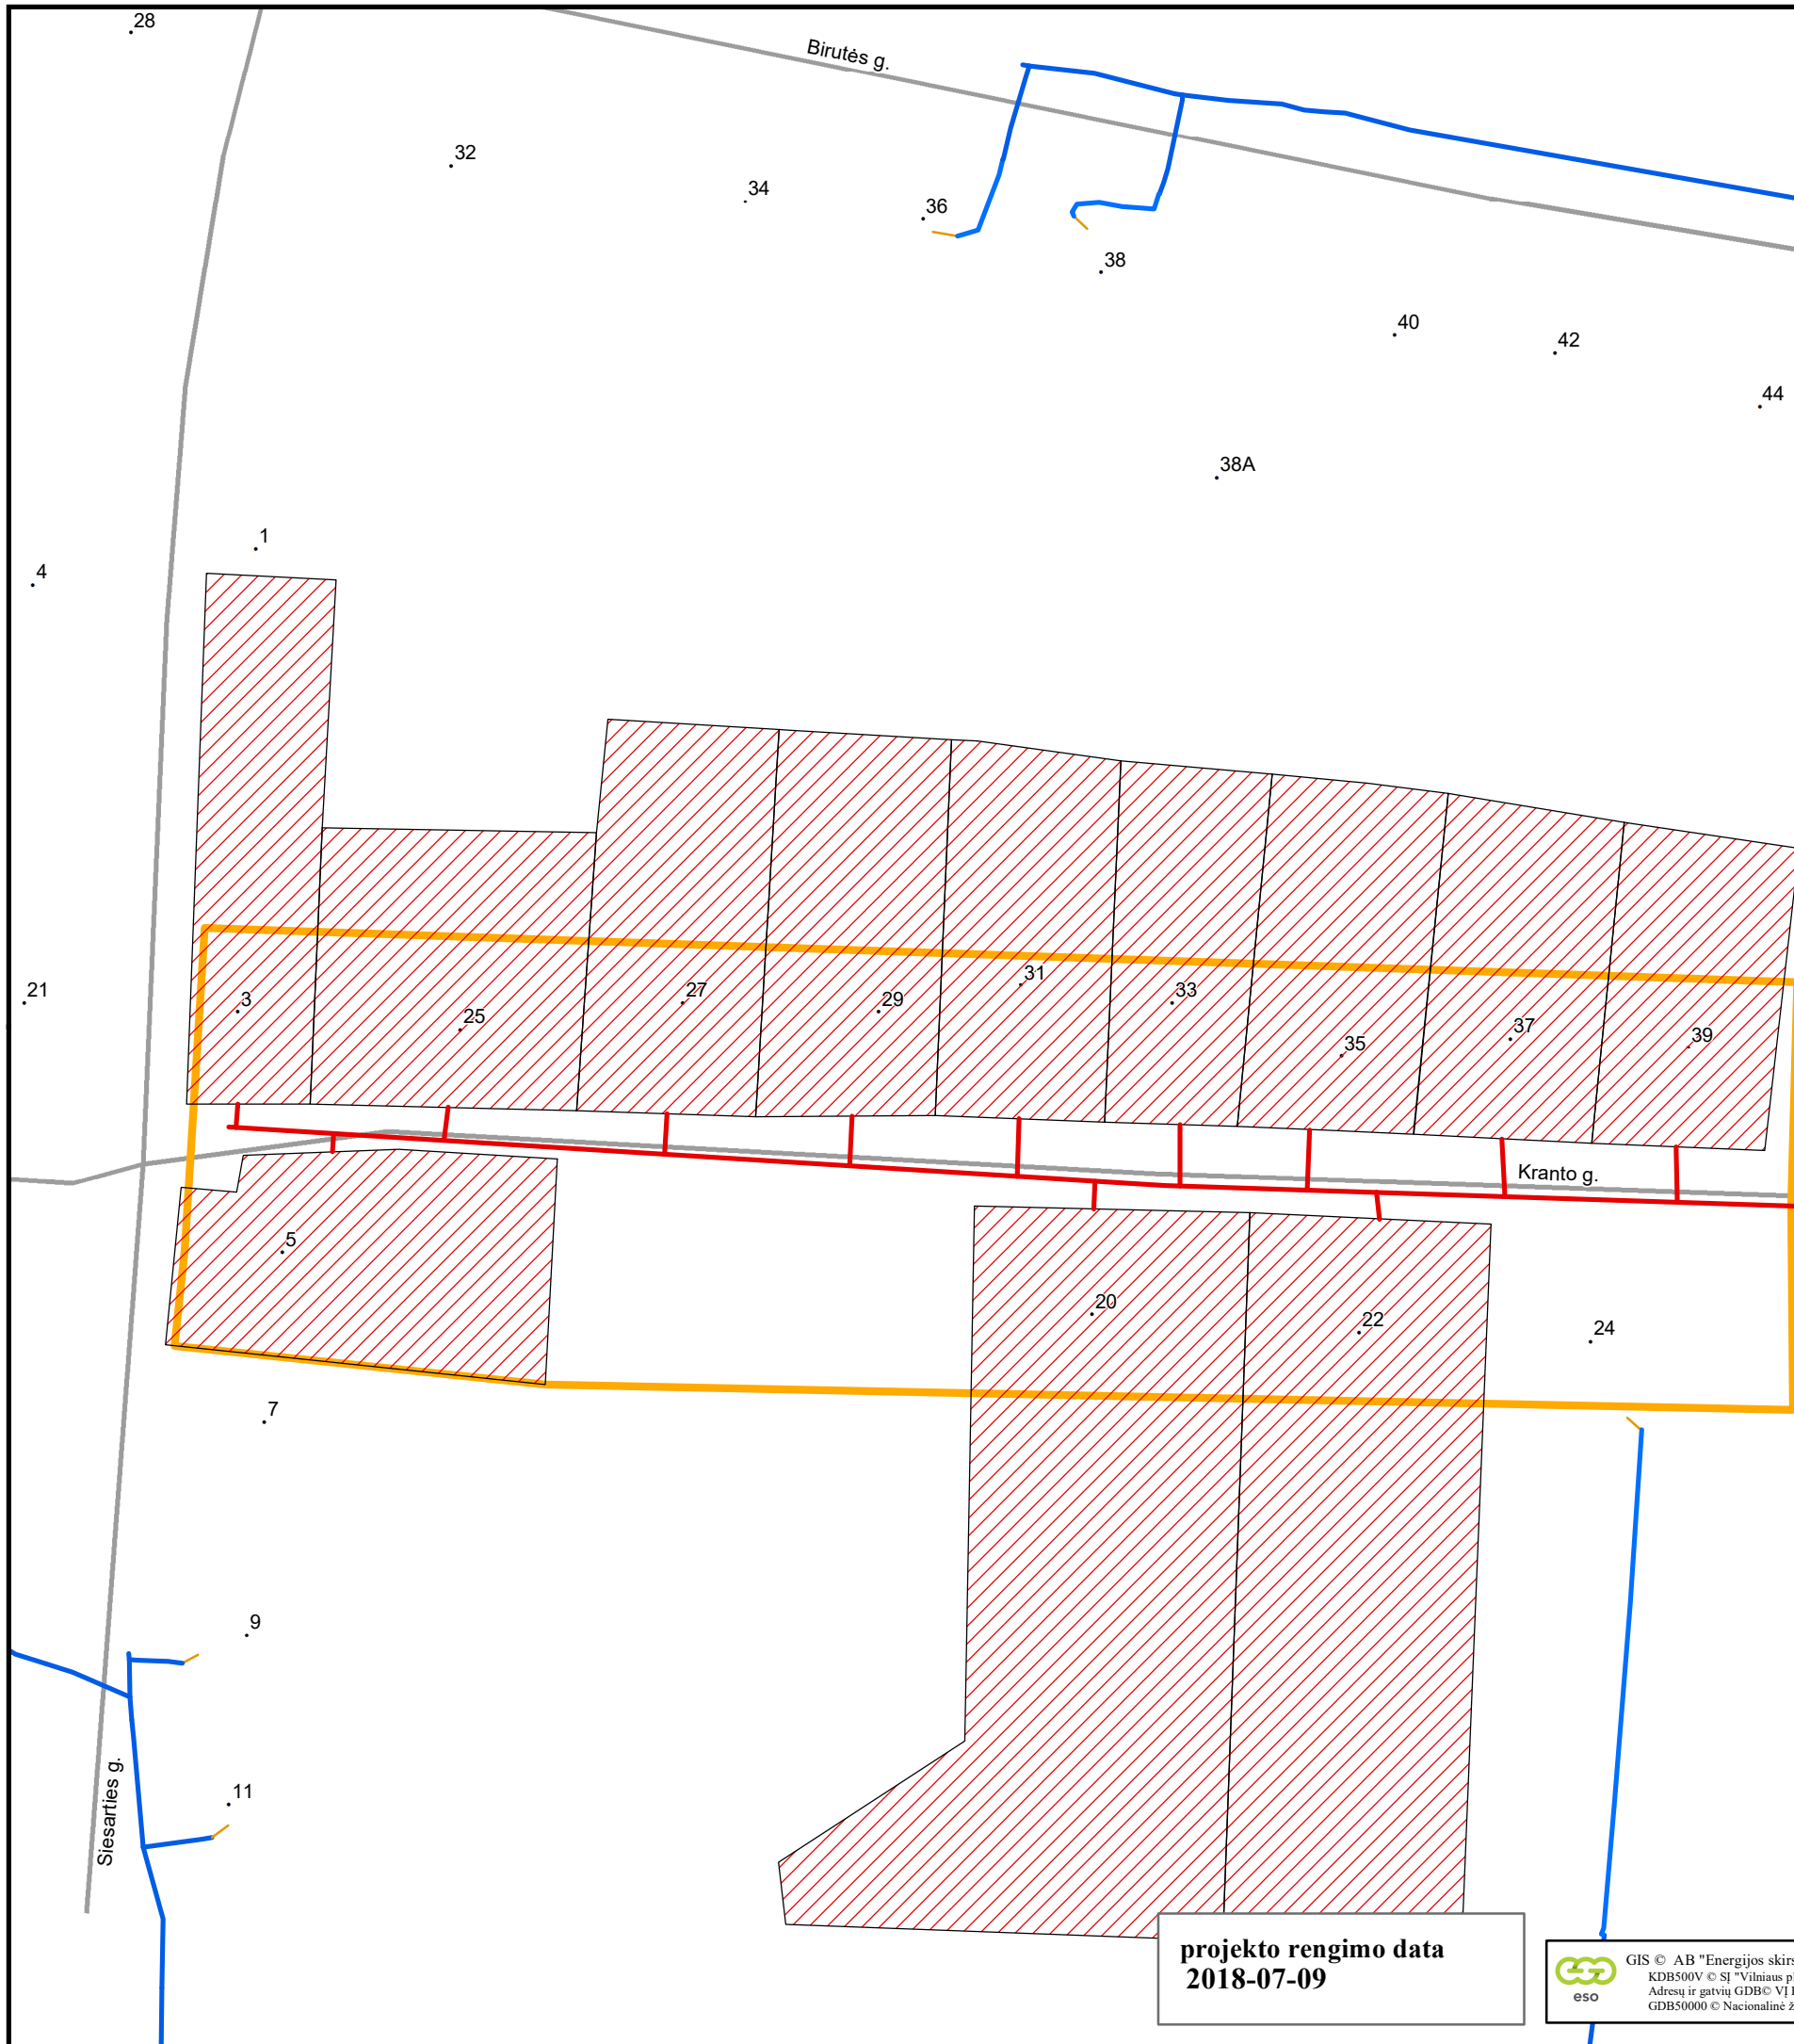 28
Birutės g.
32
34
36
38
40
42
44
38A
1
4
21
3
25
27
29
31
33
35
37
39
Kranto g.
5
20
22
24
7
9
11
Siesarties g.
projekto rengimo data
2018-07-09
eso
GIS © AB "Energijos skirs
KDB500V © SĮ "Vilniaus p
Adresų ir gatvių GDB© VĮ
GDB50000 © Nacionalinė ž